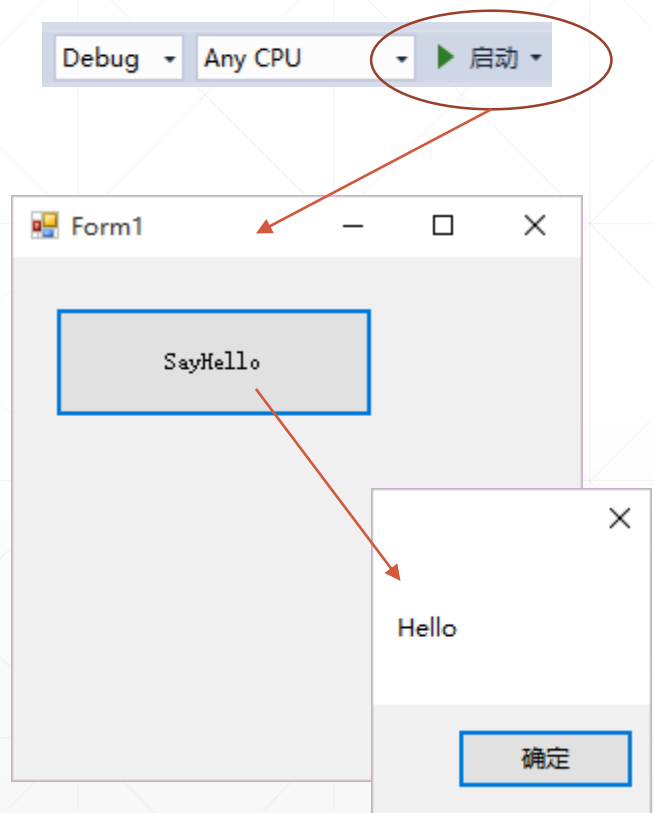 Debug Any CPU 启动
Form1
SayHello
Hello
确定